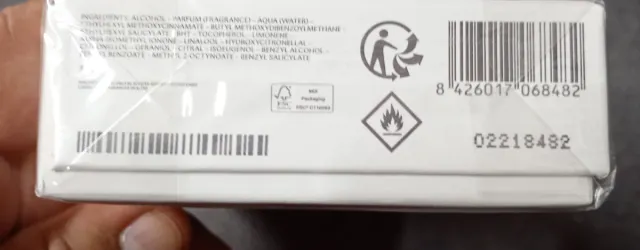 INGREDIENTS: ALCOHOL - PARFUM (FRAGRANCE) - AQUA (WATER) -
ETHYLHEXYL METHOXYCINNAMATE - BUTYL METHOXYDIBENZOYLMETHANE -
ETHYLHEXYL SALICYLATE - BHT - TOCOPHEROL - LIMONENE
ALPHA-ISOMETHYL IONONE - LINALOOL - HYDROXYCITRONELLAL
CITRONELLOL - GERANIOL - CITRAL - ISOEUGENOL - BENZYL ALCOHOL -
BENZYL BENZOATE - METHYL 2-OCTYNOATE - BENZYL SALICYLATE
FSC
MIX
Packaging
8 426017 068482
02218482